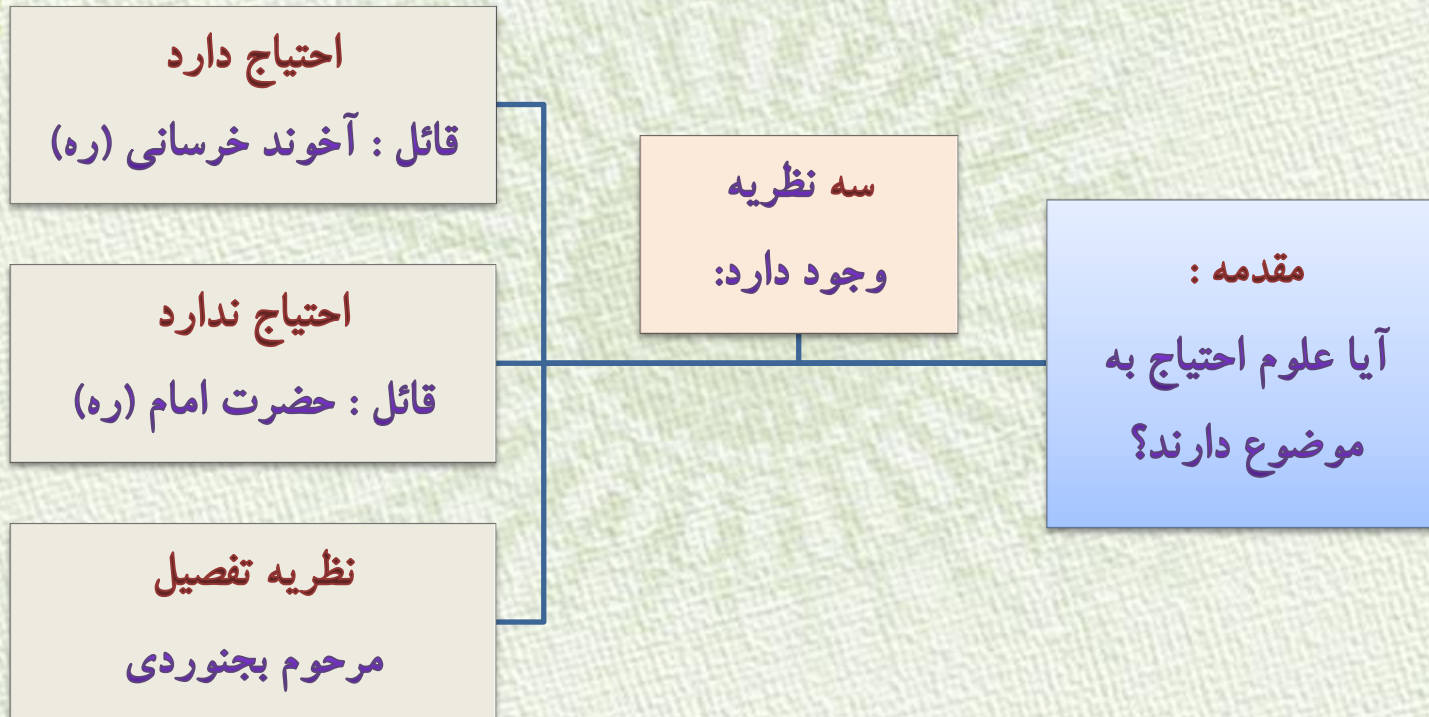 مقدمه :
آیا علوم احتیاج به
موضوع دارند؟
سه نظریه
وجود دارد:
احتیاج دارد
قائل : آخوند خرسانی (ره)
احتیاج ندارد
قائل : حضرت امام (ره)
نظریه تفصیل
مرحوم بجنوردی